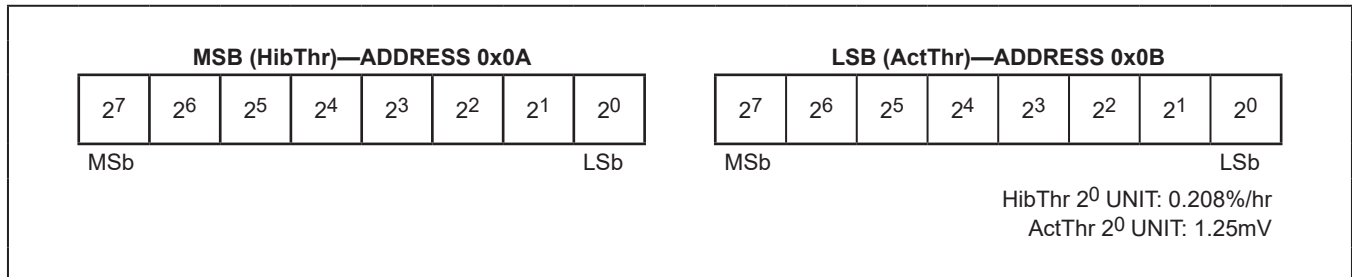 MSB (HibThr)—ADDRESS 0x0A
2⁷ 2⁶ 2⁵ 2⁴ 2³ 2² 2¹ 2⁰
MSb LSb
LSB (ActThr)—ADDRESS 0x0B
2⁷ 2⁶ 2⁵ 2⁴ 2³ 2² 2¹ 2⁰
MSb LSb
HibThr 2⁰ UNIT: 0.208%/hr
ActThr 2⁰ UNIT: 1.25mV